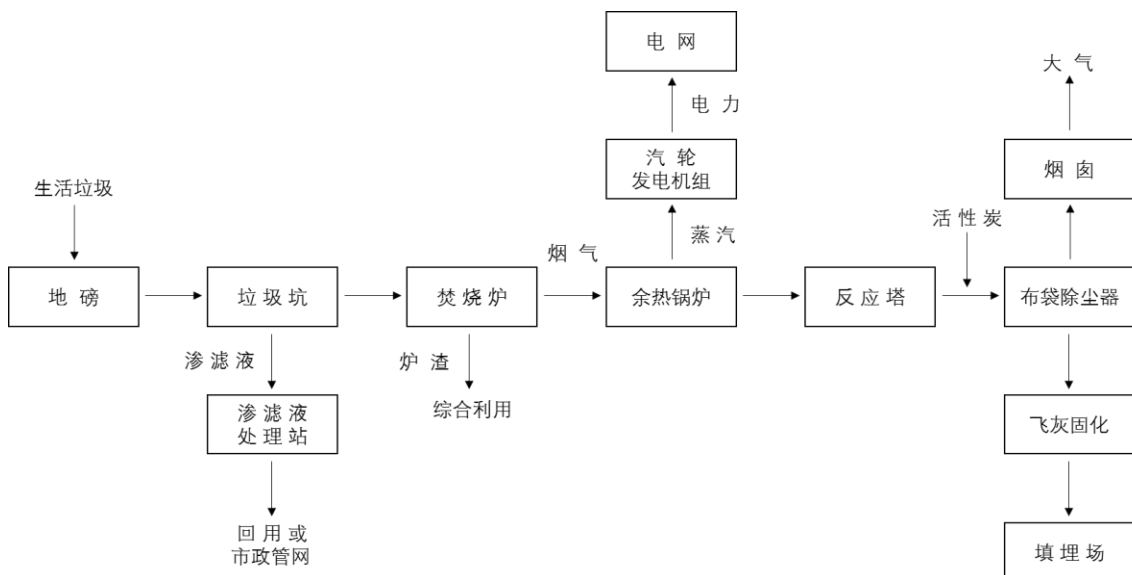 电 网
大 气
电 力
汽 轮
发电机组
烟 囱
生活垃圾
活 性 炭
蒸 汽
烟 气
地 磅
垃 圾 坑
焚 烧 炉
余热锅炉
反 应 塔
布袋除尘器
渗 滤 液
炉 渣
综合利用
渗 滤 液
处 理 站
飞灰固化
回 用 或
市政管网
填 埋 场